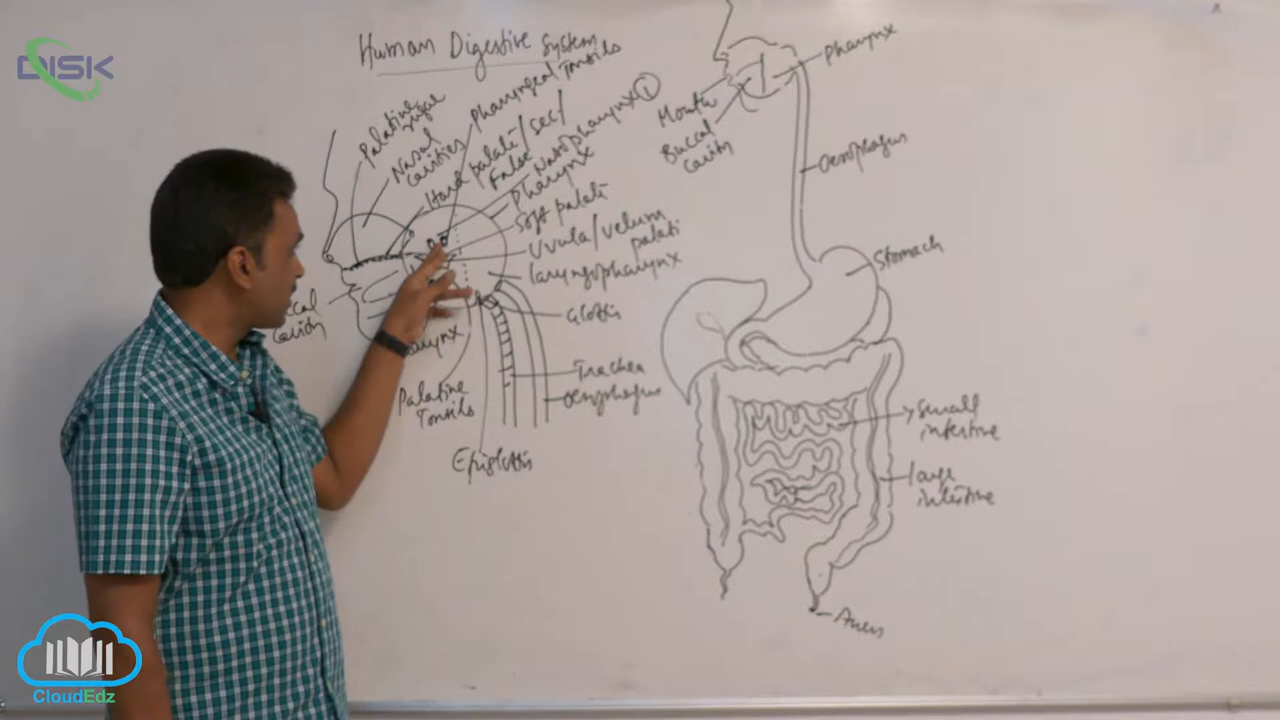 DISK
Human Digestive System
Palatine
rugae
Nasal
cavities
Pharyngeal Tonsils
Hard palate/sec/
False
Nasopharynx 1
Pharynx
Soft palate
Uvula/velum
palati
laryngopharynx
Glottis
Trachea
Oesophagus
cavity
Palatine
Tonsils
Epiglottis
Pharynx
Mouth
Buccal
cavity
Oesophagus
Stomach
Small
intestine
large
intestine
Anus
CloudEdz